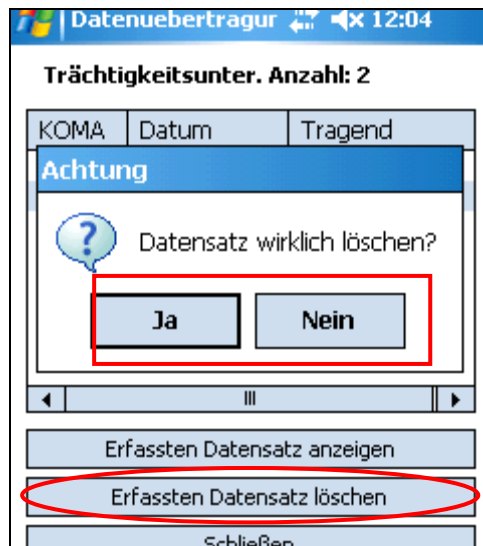 Datenuebertragur 12:04
Trächtigkeitsunter. Anzahl: 2
KOMA Datum Tragend
Achtung
Datensatz wirklich löschen?
Ja Nein
Erfassten Datensatz anzeigen
Erfassten Datensatz löschen
Schließen